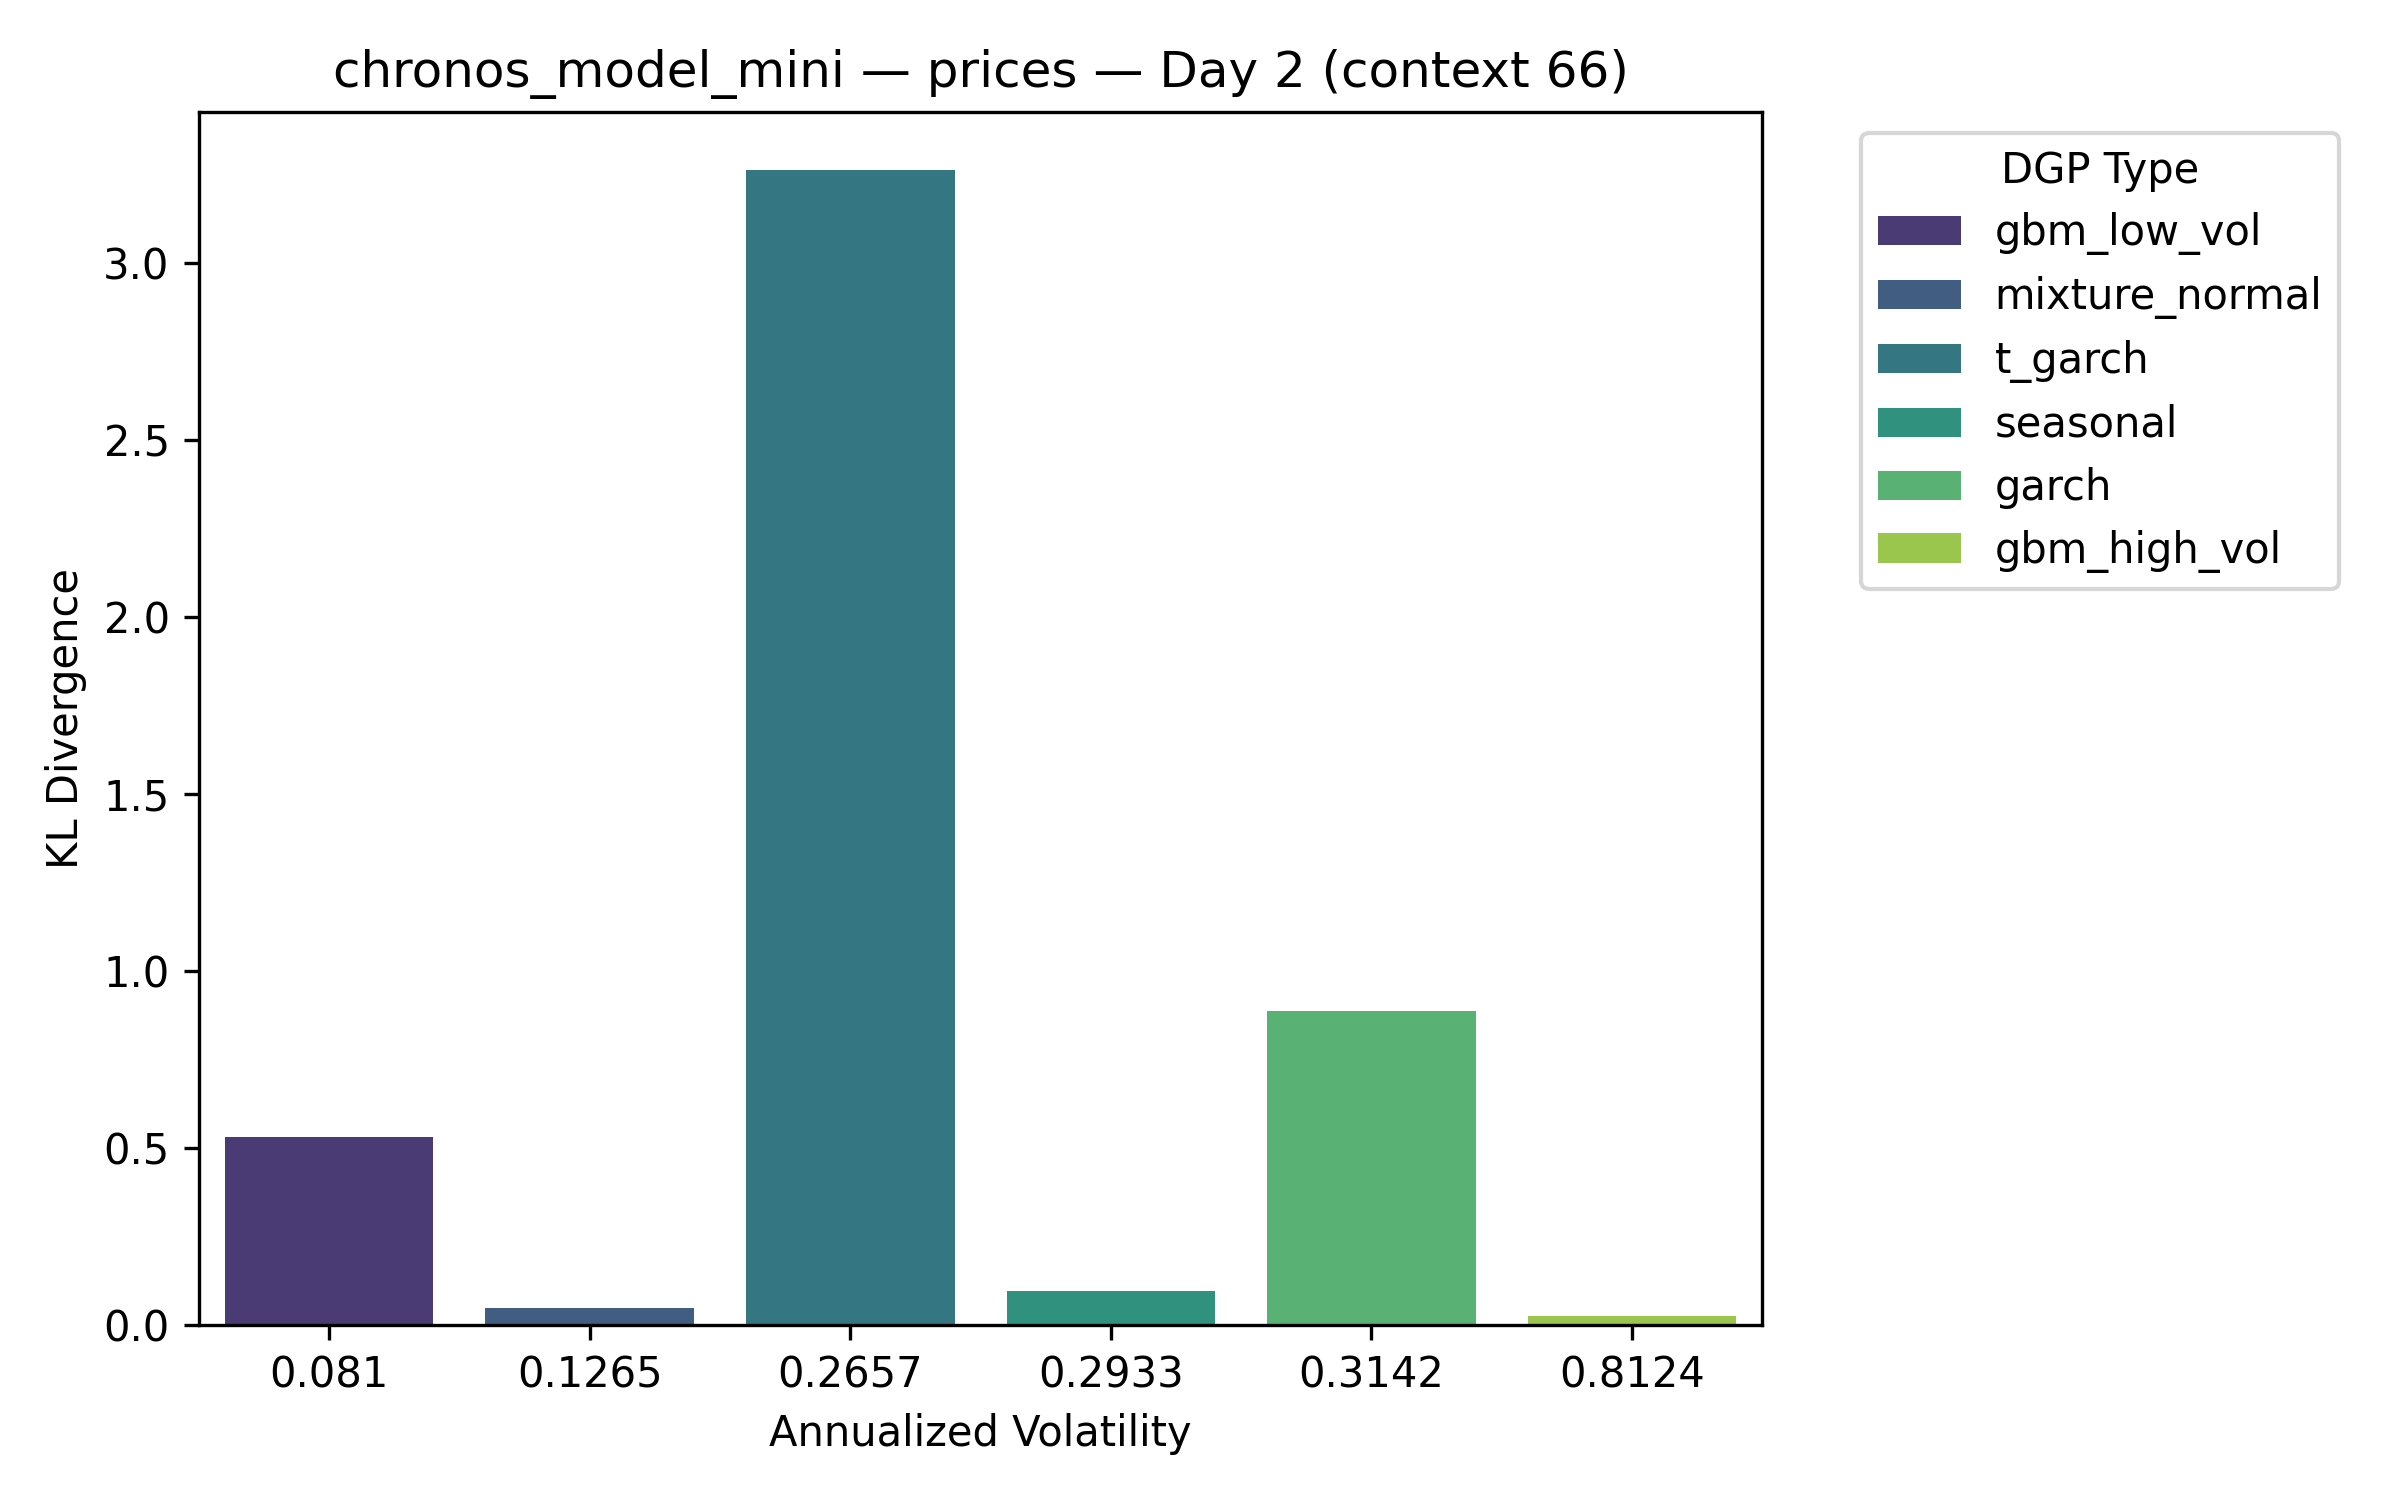 chronos_model_mini — prices — Day 2 (context 66)
KL Divergence
3.0
2.5
2.0
1.5
1.0
0.5
0.0
0.081 0.1265 0.2657 0.2933 0.3142 0.8124
Annualized Volatility
DGP Type
gbm_low_vol
mixture_normal
t_garch
seasonal
garch
gbm_high_vol